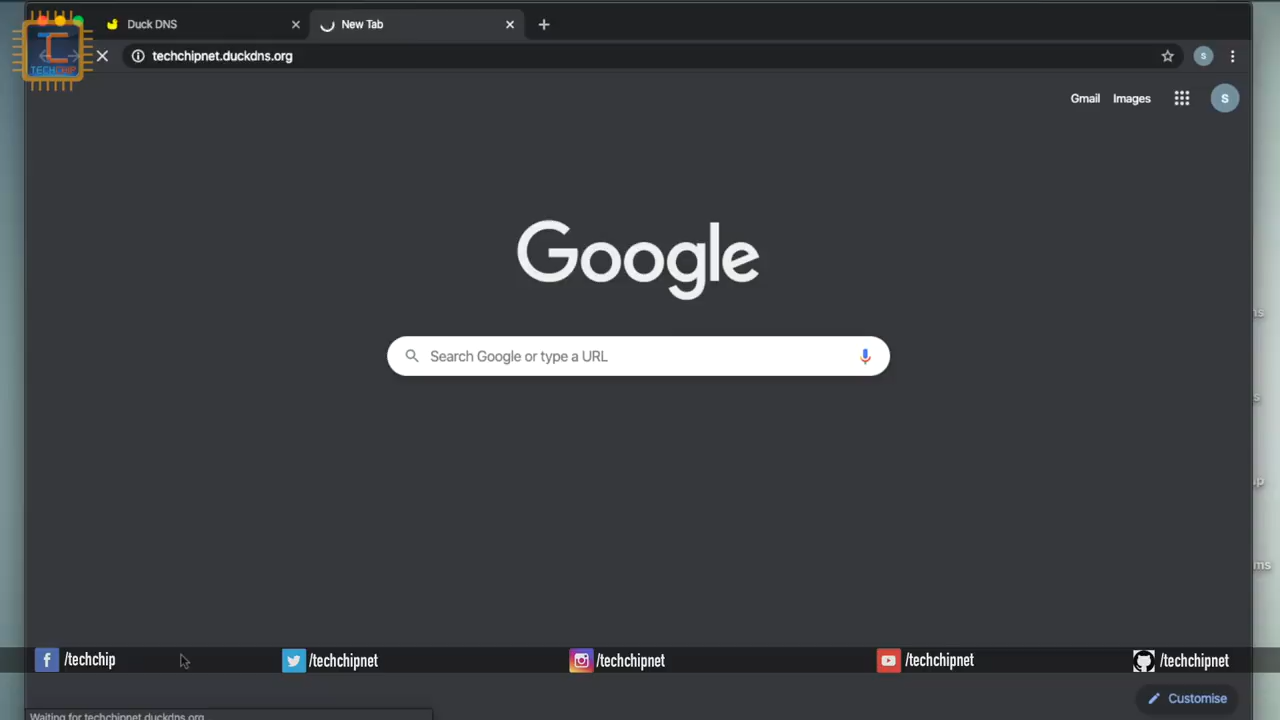 Duck DNS
New Tab
techchipnet.duckdns.org
S
TECHCHIP
Gmail
Images
S
Google
Search Google or type a URL
/techchip
/techchipnet
/techchipnet
/techchipnet
/techchipnet
Customise
Waiting for techchipnet.duckdns.org...